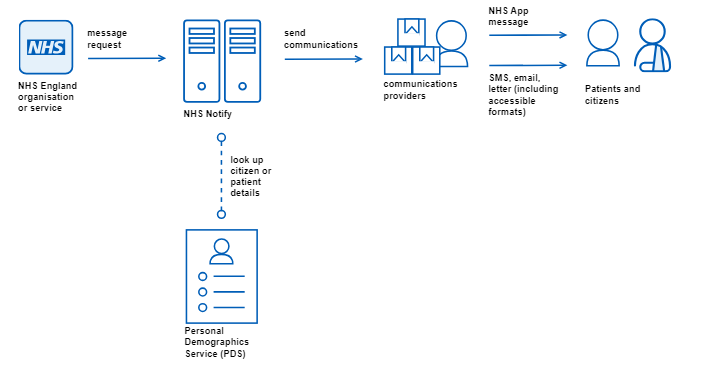 NHS
NHS England
organisation
or service
message
request
NHS Notify
send
communications
communications
providers
NHS App
message
SMS, email,
letter (including
accessible
formats)
Patients and
citizens
look up
citizen or
patient
details
Personal
Demographics
Service (PDS)